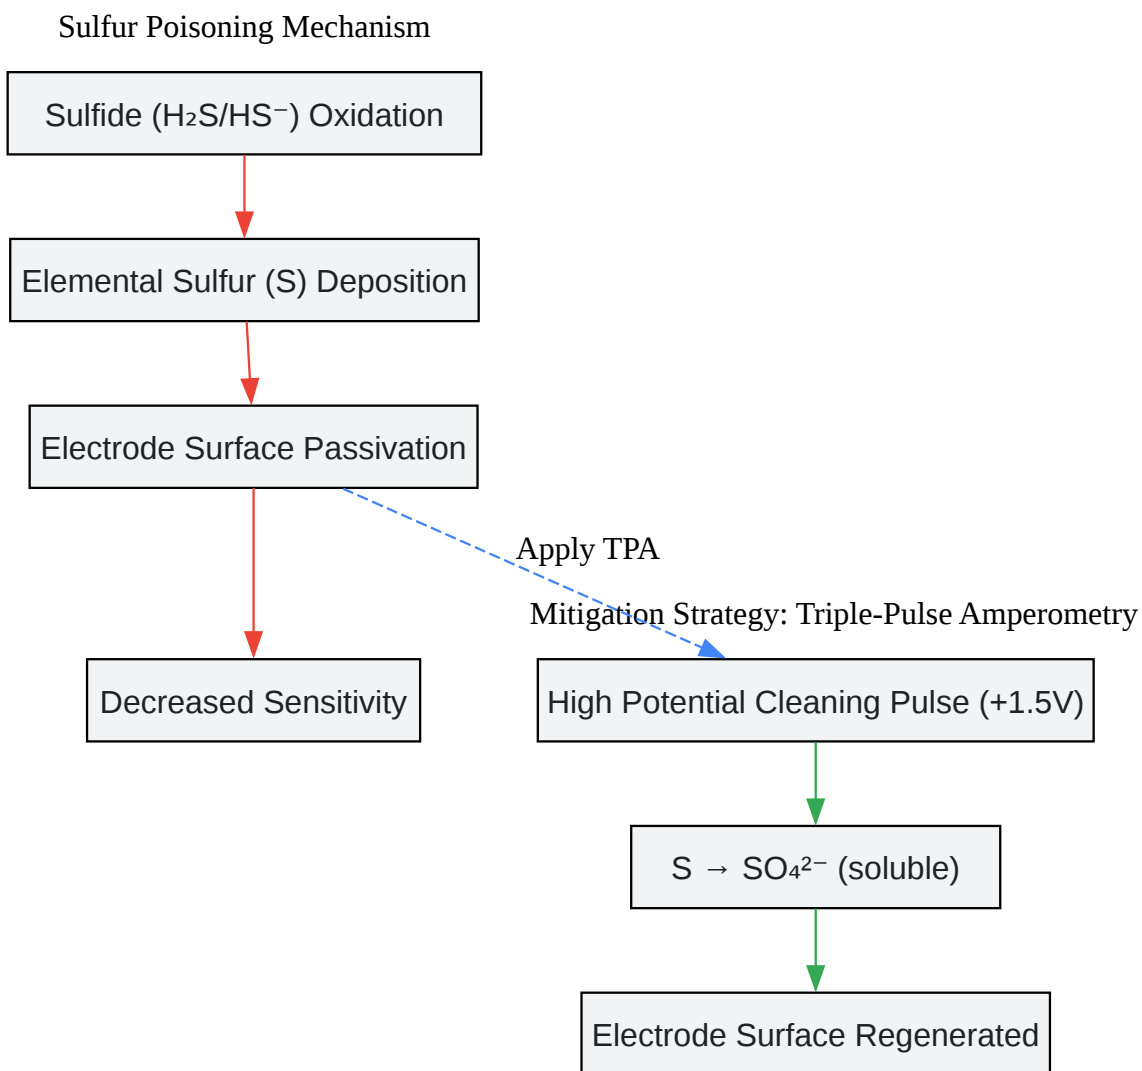 Sulfur Poisoning Mechanism
Sulfide (H₂S/HS⁻) Oxidation
Elemental Sulfur (S) Deposition
Electrode Surface Passivation
Apply TPA
Mitigation Strategy: Triple-Pulse Amperometry
Decreased Sensitivity
High Potential Cleaning Pulse (+1.5V)
S → SO₄²⁻ (soluble)
Electrode Surface Regenerated